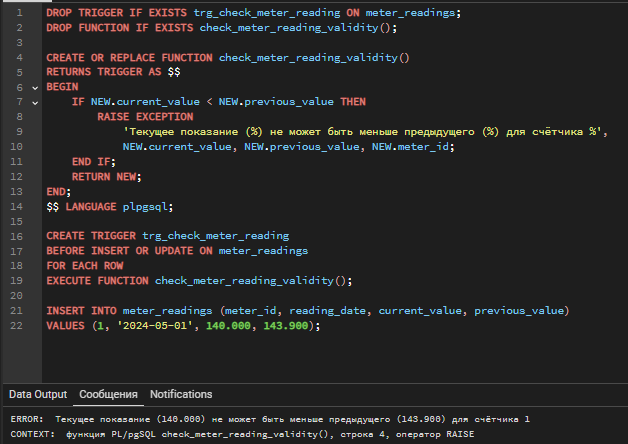 1 DROP TRIGGER IF EXISTS trg_check_meter_reading ON meter_readings;
2 DROP FUNCTION IF EXISTS check_meter_reading_validity();
3
4 CREATE OR REPLACE FUNCTION check_meter_reading_validity()
5 RETURNS TRIGGER AS $$
6 BEGIN
7 IF NEW.current_value < NEW.previous_value THEN
8 RAISE EXCEPTION
9 'Текущее показание (%) не может быть меньше предыдущего (%) для счётчика %',
10 NEW.current_value, NEW.previous_value, NEW.meter_id;
11 END IF;
12 RETURN NEW;
13 END;
14 $$ LANGUAGE plpgsql;
15
16 CREATE TRIGGER trg_check_meter_reading
17 BEFORE INSERT OR UPDATE ON meter_readings
18 FOR EACH ROW
19 EXECUTE FUNCTION check_meter_reading_validity();
20
21 INSERT INTO meter_readings (meter_id, reading_date, current_value, previous_value)
22 VALUES (1, '2024-05-01', 140.000, 143.900);
Data Output Сообщения Notifications
ERROR: Текущее показание (140.000) не может быть меньше предыдущего (143.900) для счётчика 1
CONTEXT: функция PL/pgSQL check_meter_reading_validity(), строка 4, оператор RAISE